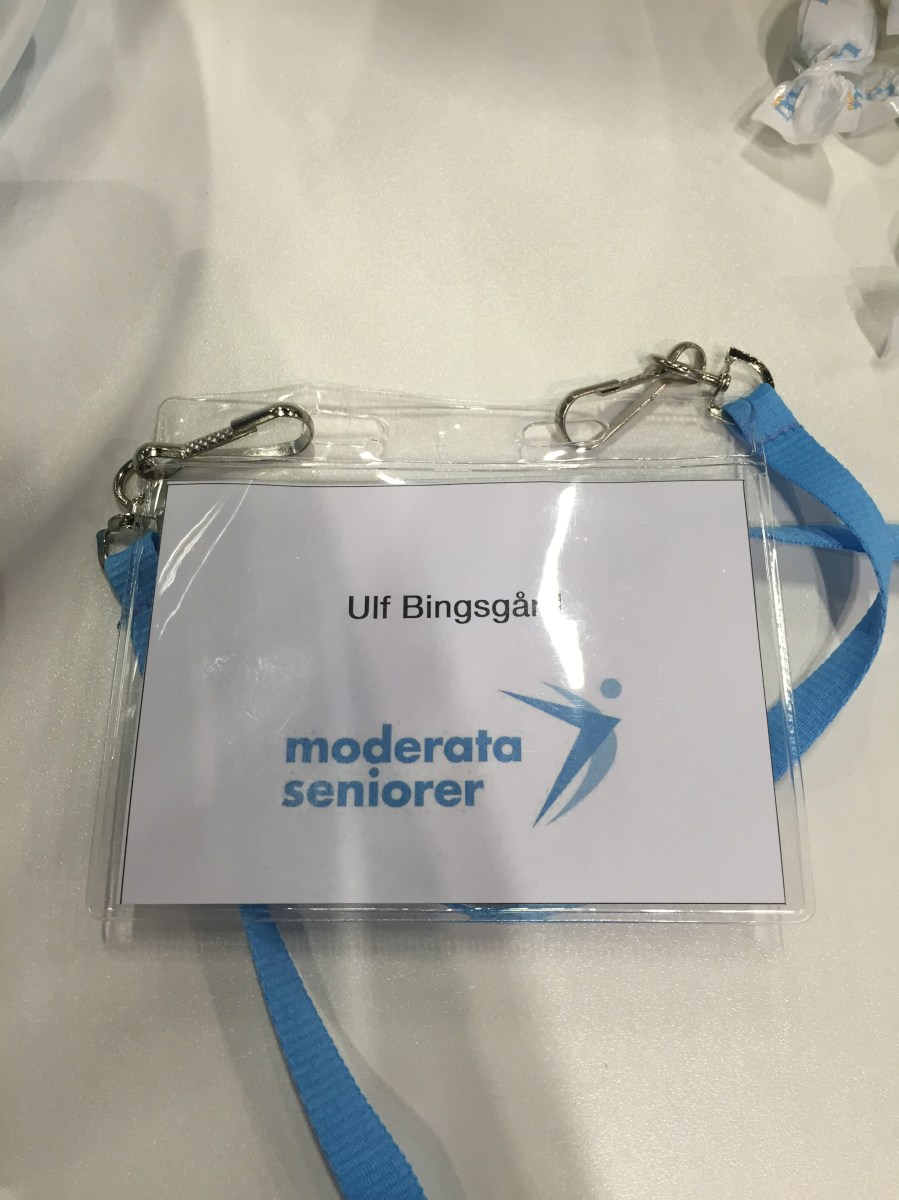 Ulf Bingsgård
moderata
seniorer